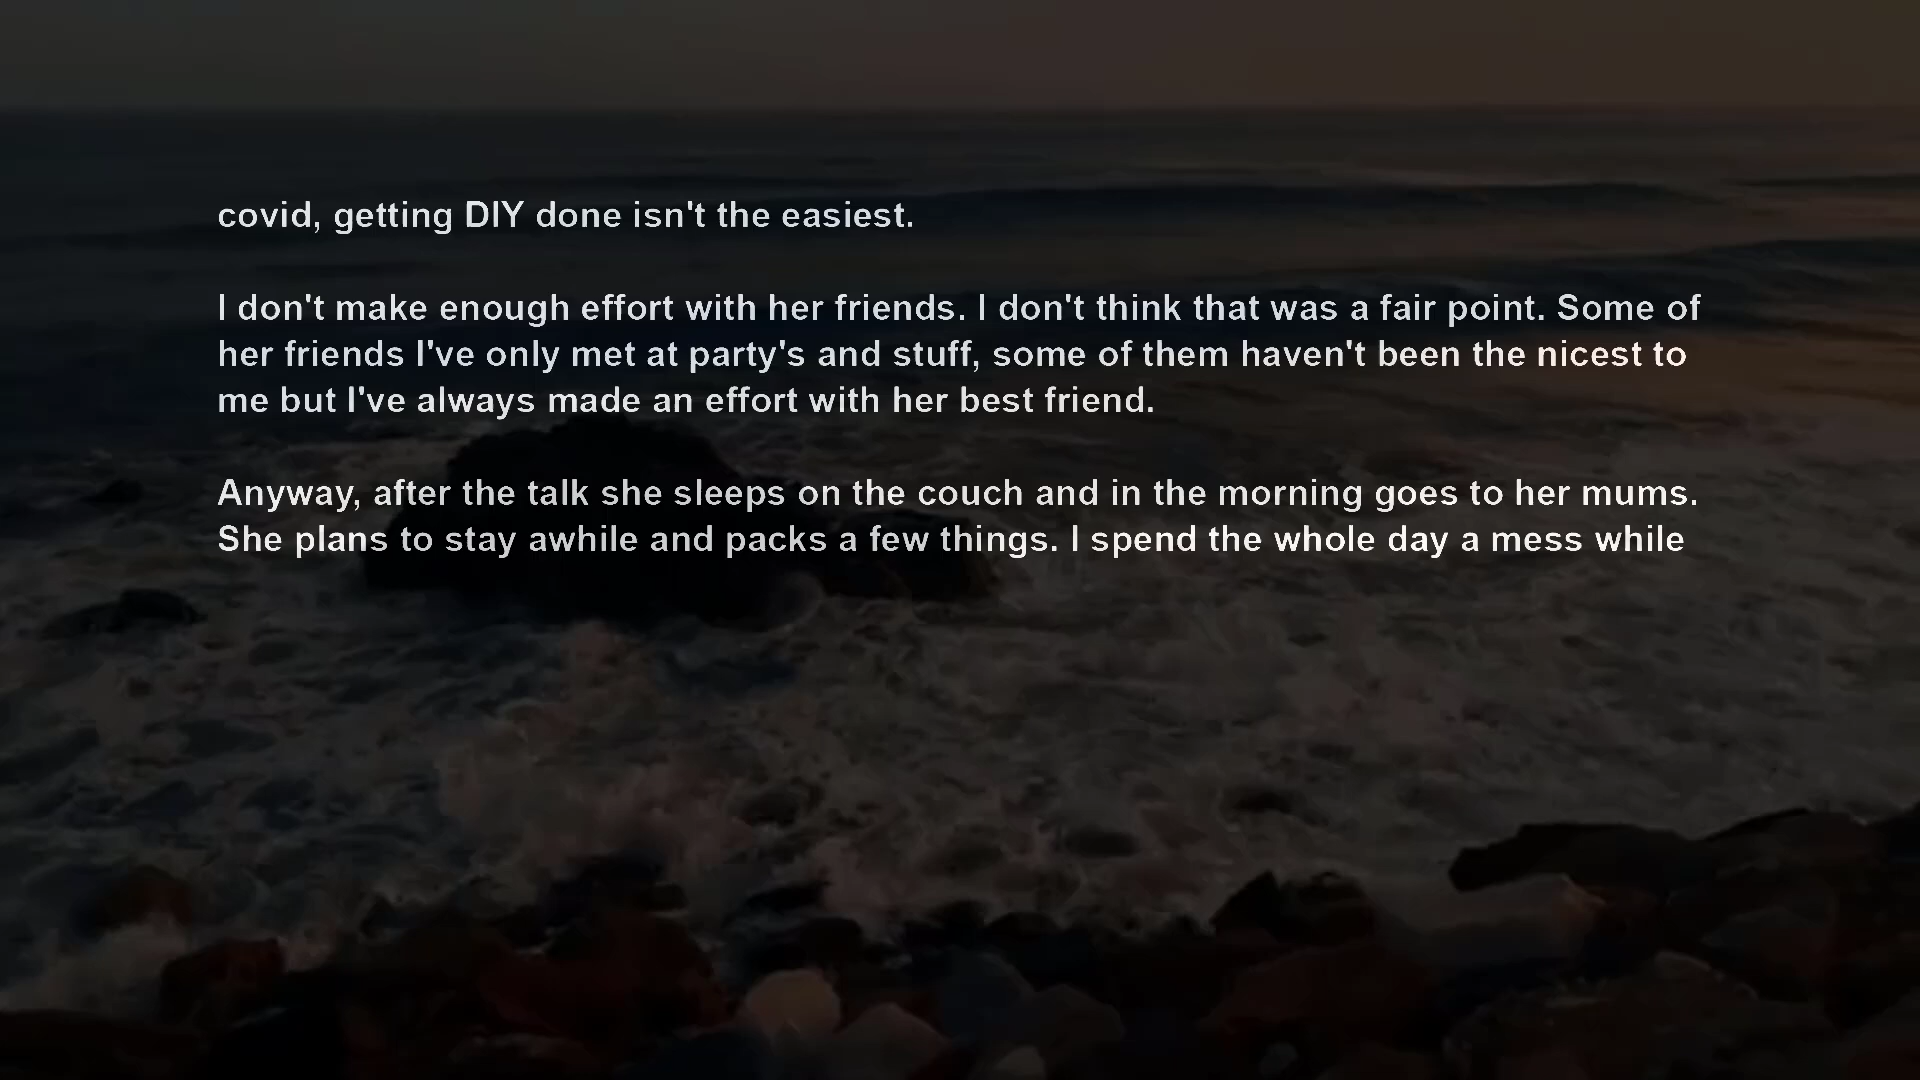 covid, getting DIY done isn't the easiest.
I don't make enough effort with her friends. I don't think that was a fair point. Some of
her friends I've only met at party's and stuff, some of them haven't been the nicest to
me but I've always made an effort with her best friend.
Anyway, after the talk she sleeps on the couch and in the morning goes to her mums.
She plans to stay awhile and packs a few things. I spend the whole day a mess while